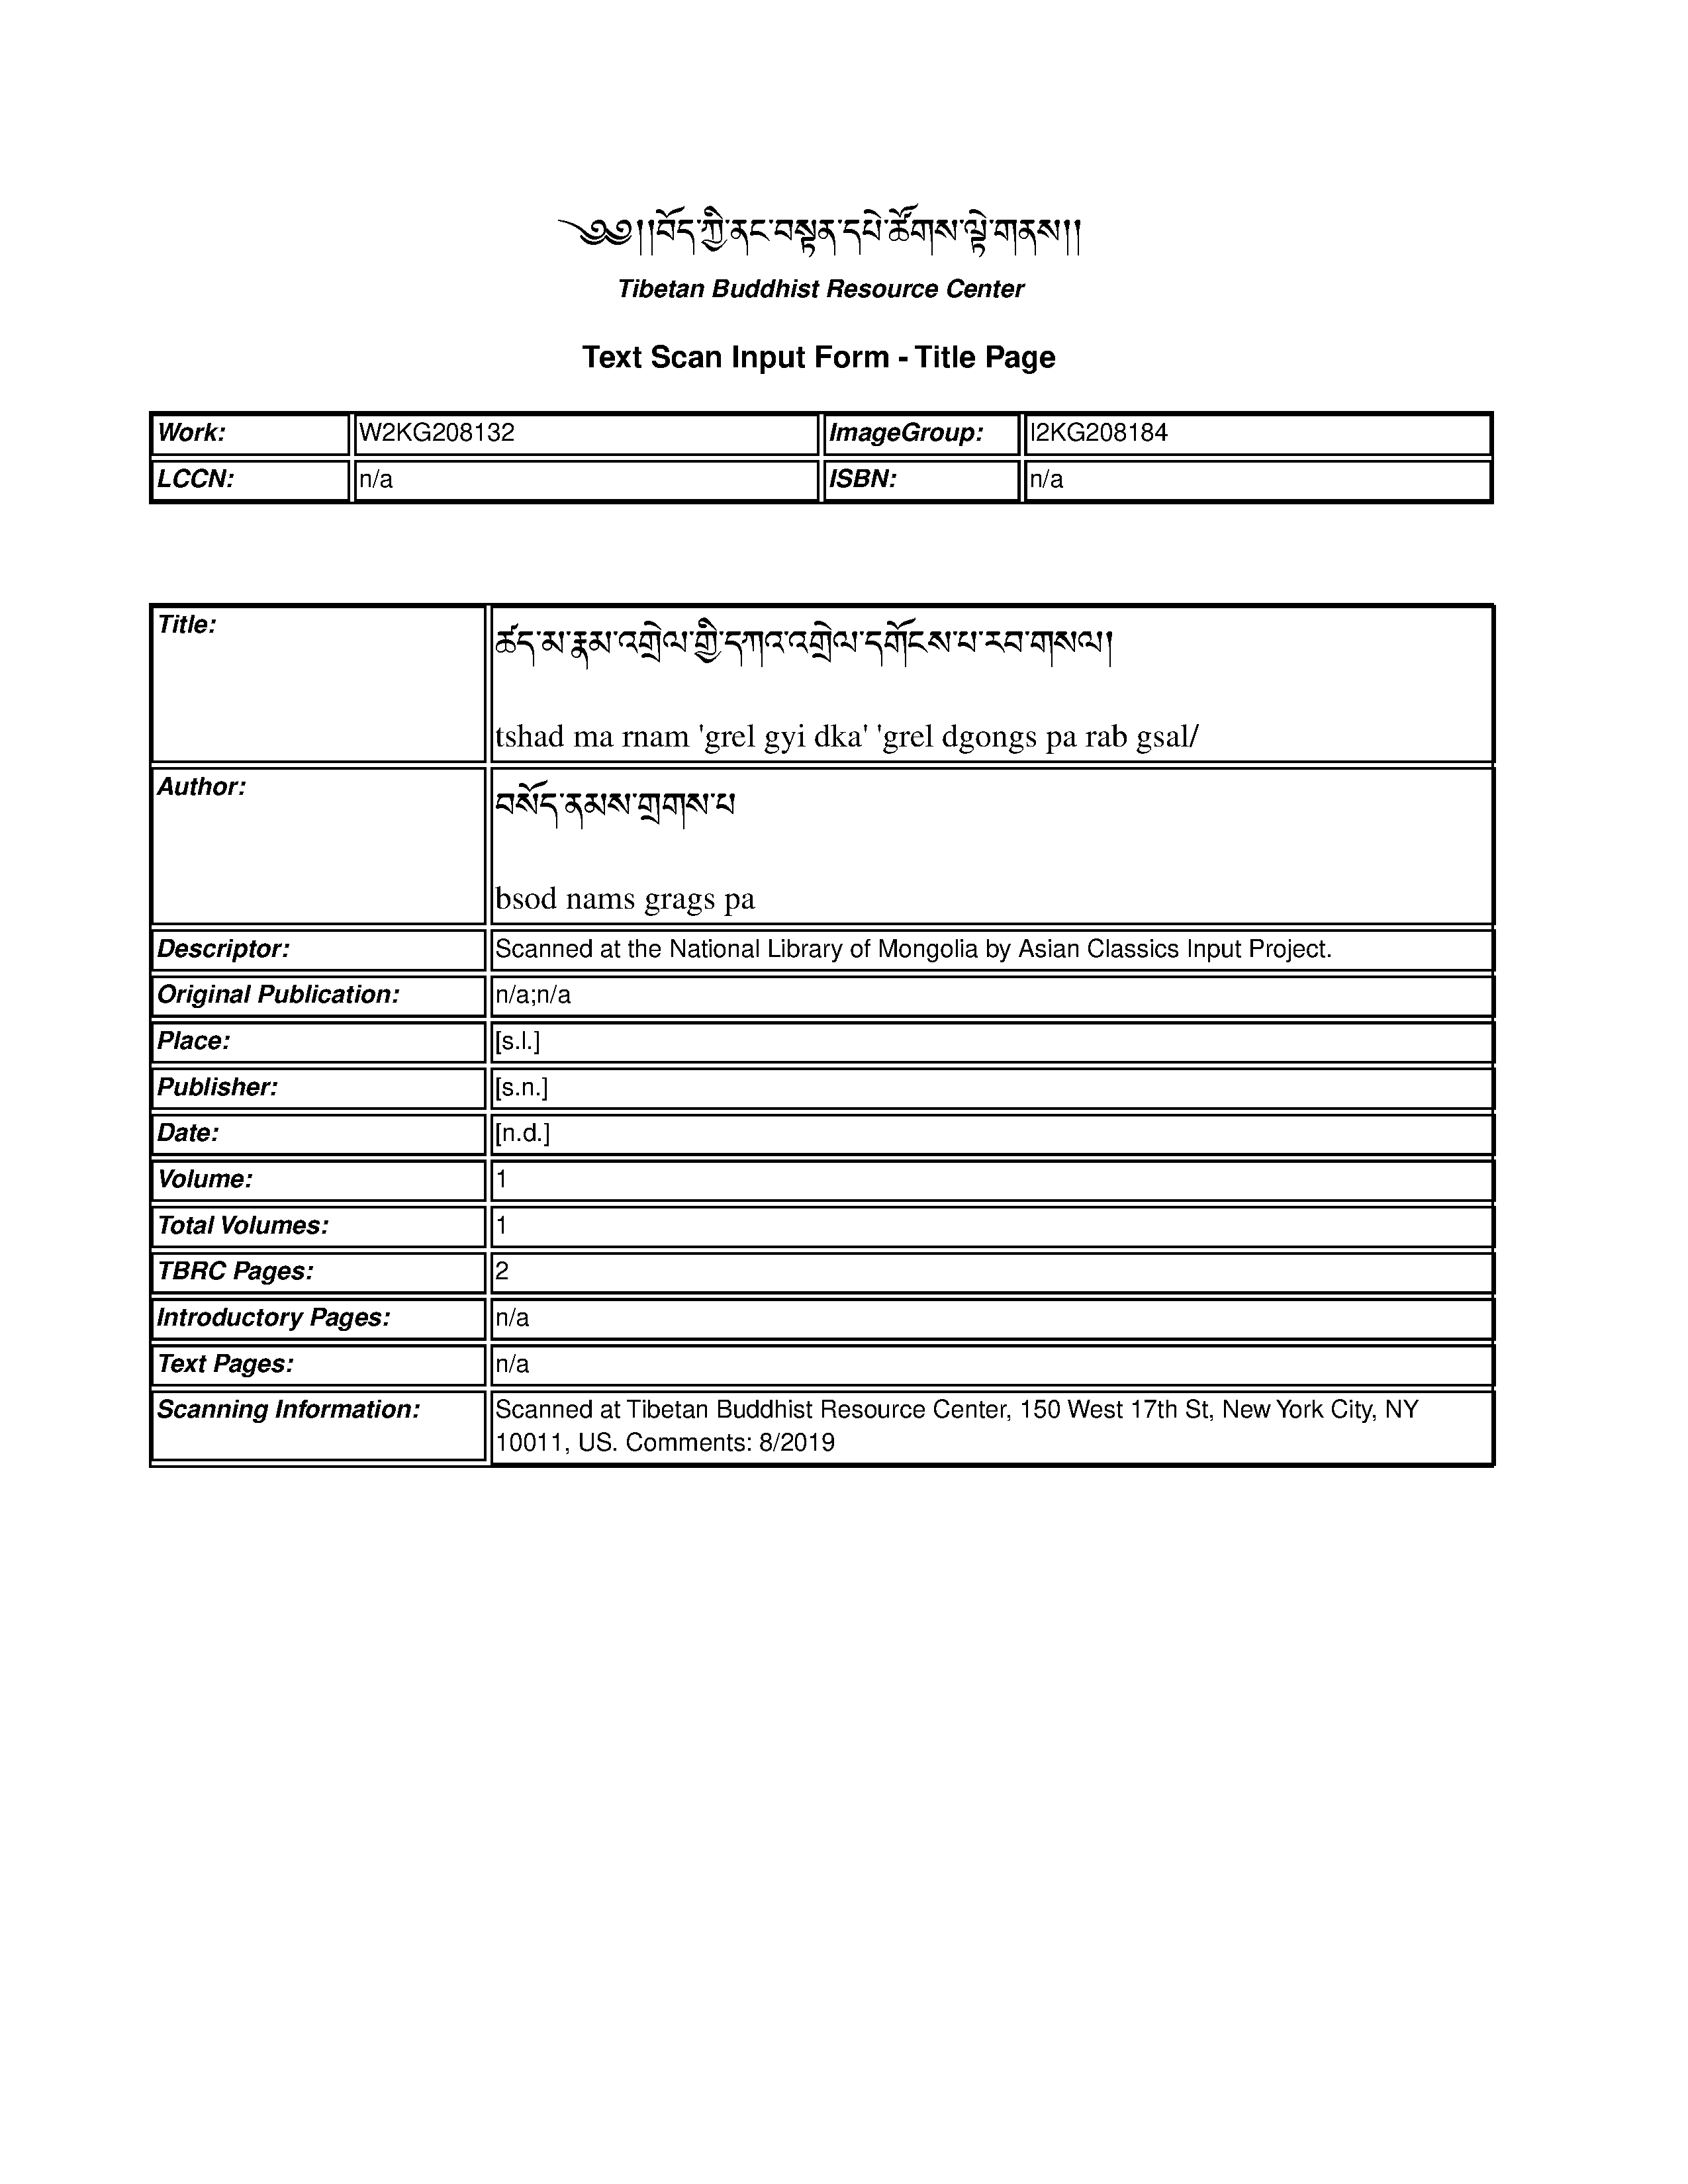 ༄༅།།བོད་ཀྱི་ནང་བསྟན་དཔེ་ཚོགས་ལྟེ་གནས།།
Tibetan Buddhist Resource Center
Text Scan Input Form - Title Page
Work: W2KG208132 ImageGroup: I2KG208184
LCCN: n/a ISBN: n/a
Title: ཚད་མ་རྣམ་འགྲེལ་གྱི་དཀའ་འགྲེལ་དགོངས་པ་རབ་གསལ།
tshad ma rnam 'grel gyi dka' 'grel dgongs pa rab gsal/
Author: བསོད་ནམས་གྲགས་པ
bsod nams grags pa
Descriptor: Scanned at the National Library of Mongolia by Asian Classics Input Project.
Original Publication: n/a;n/a
Place: [s.l.]
Publisher: [s.n.]
Date: [n.d.]
Volume: 1
Total Volumes: 1
TBRC Pages: 2
Introductory Pages: n/a
Text Pages: n/a
Scanning Information: Scanned at Tibetan Buddhist Resource Center, 150 West 17th St, New York City, NY
10011, US. Comments: 8/2019